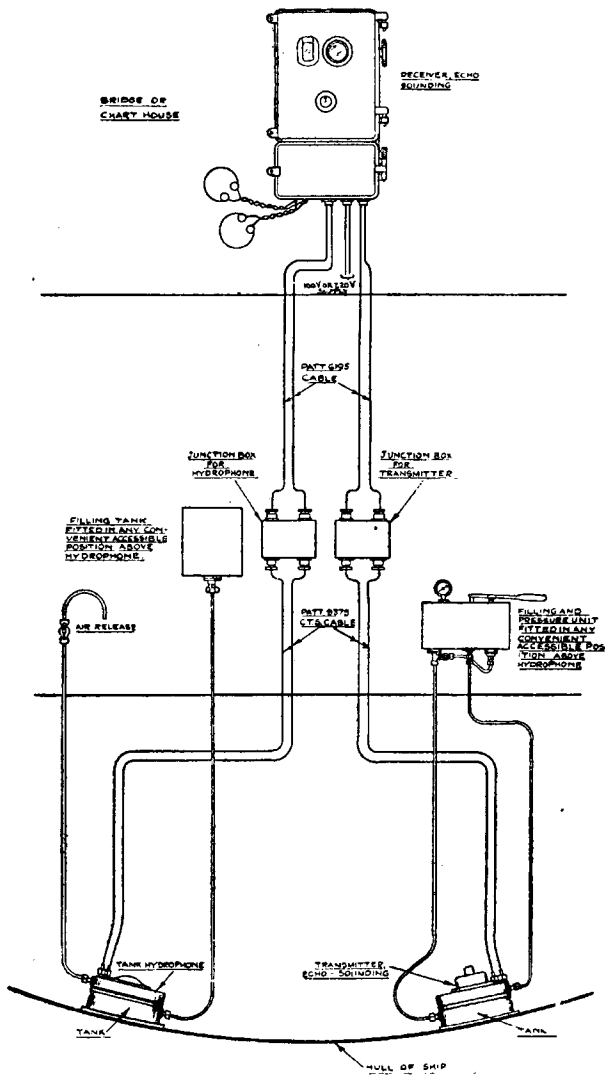 BRIDGE OR
CHART HOUSE
RECEIVER, ECHO
SOUNDING
100V OR 220V
SUPPLY
PATT 6195
CABLE
JUNCTION BOX
FOR
HYDROPHONE
JUNCTION BOX
FOR
TRANSMITTER
FILLING TANK
FITTED IN ANY CON-
VENIENT ACCESSIBLE
POSITION ABOVE
HYDROPHONE.
AIR RELEASE
PATT 9375
C.T.S. CABLE
FILLING AND
PRESSURE UNIT
FITTED IN ANY
CONVENIENT
ACCESSIBLE POS
ITION ABOVE
HYDROPHONE
TANK HYDROPHONE
TRANSMITTER,
ECHO - SOUNDING
TANK
TANK
HULL OF SHIP